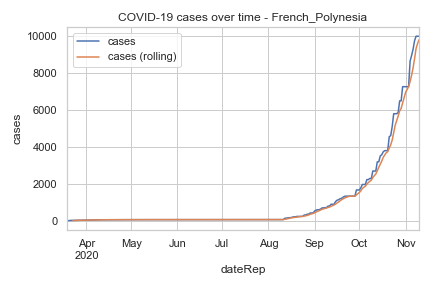 COVID-19 cases over time - French_Polynesia
cases
cases (rolling)
10000
8000
6000
4000
2000
0
cases
Apr
2020
May
Jun
Jul
Aug
Sep
Oct
Nov
dateRep